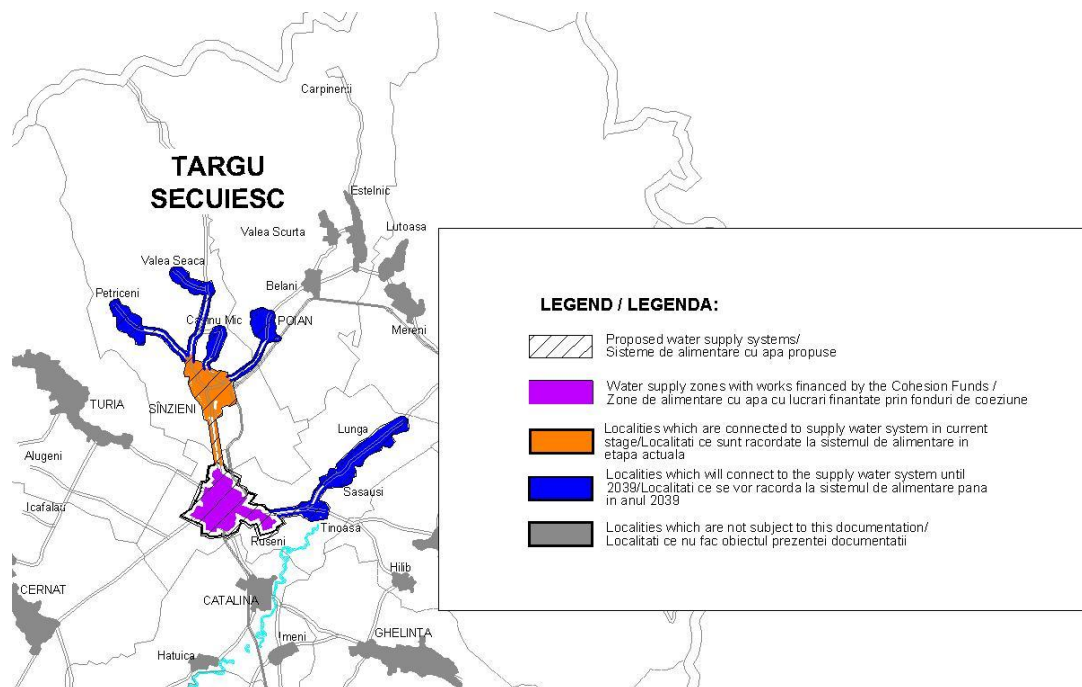 Carpinenii
TARGU
SECUIESC
Estelnic
Valea Scurta
Lutoasa
Valea Seaca
Belani
Petriceni
Casinu Mic
POIAN
Mereni
TURIA
SÎNZIENI
Lunga
Alugeni
Sasausi
Icafalau
Tinoasa
Ruseni
Hilib
CERNAT
CATALINA
Imeni
GHELINTA
Hatuica
LEGEND / LEGENDA:
Proposed water supply systems/
Sisteme de alimentare cu apa propuse
Water supply zones with works financed by the Cohesion Funds /
Zone de alimentare cu apa cu lucrari finantate prin fonduri de coeziune
Localities which are connected to supply water system in current
stage/Localitati ce sunt racordate la sistemul de alimentare in
etapa actuala
Localities which will connect to the supply water system until
2039/Localitati ce se vor racorda la sistemul de alimentare pana
in anul 2039
Localities which are not subject to this documentation/
Localitati ce nu fac obiectul prezentei documentatii